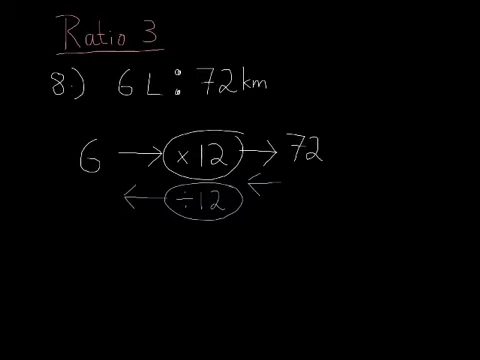 Ratio 3
8.) 6 L : 72 km
6 → ×12 → 72
← ÷12 ←